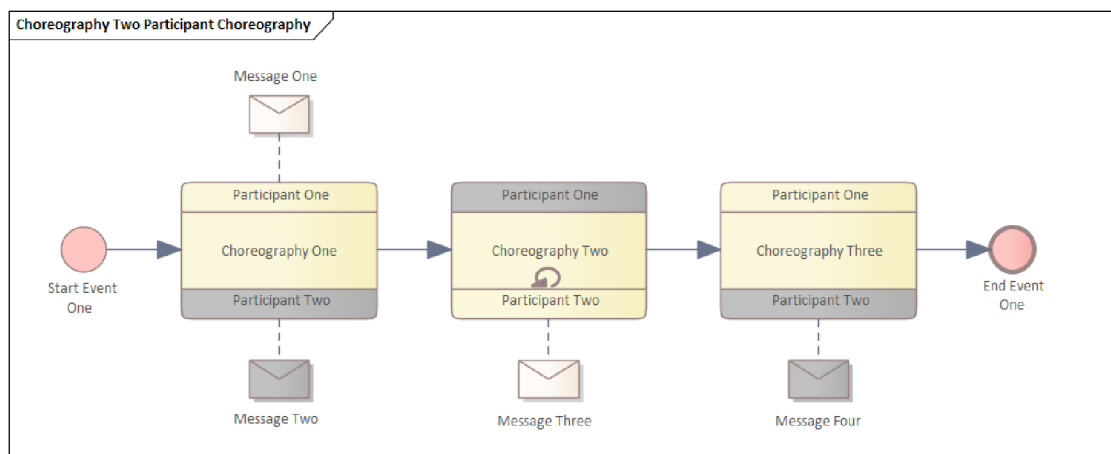 Choreography Two Participant Choreography
Message One
Participant One
Choreography One
Participant Two
Message Two
Participant One
Choreography Two
Participant Two
Message Three
Participant One
Choreography Three
Participant Two
Message Four
Start Event
One
End Event
One